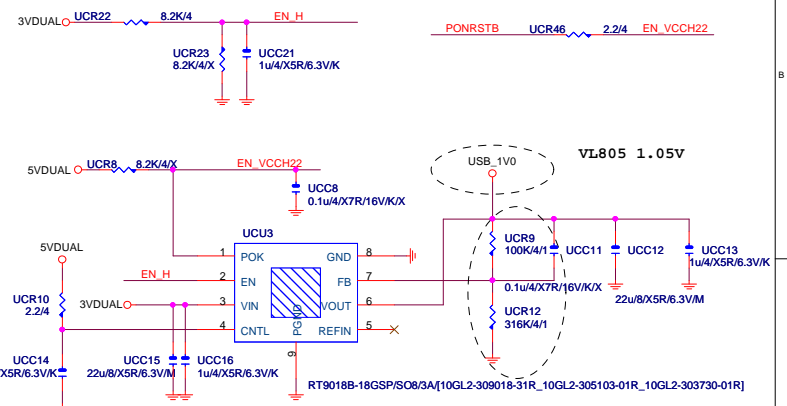 3VDUAL UCR22 8.2K/4 EN_H
UCR23
8.2K/4/X
UCC21
1u/4/X5R/6.3V/K
PONRSTB UCR46 2.2/4 EN_VCCH22
B
5VDUAL UCR8 8.2K/4/X EN_VCCH22
UCC8
0.1u/4/X7R/16V/K/X
USB_1V0
VL805 1.05V
UCU3
1 POK GND 8
2 EN FB 7
3 VIN VOUT 6
4 CNTL REFIN 5
PGND
9
EN_H
3VDUAL
5VDUAL
UCR10
2.2/4
UCC14
X5R/6.3V/K
UCC15
22u/8/X5R/6.3V/M
UCC16
1u/4/X5R/6.3V/K
UCR9
100K/4/1
UCC11
0.1u/4/X7R/16V/K/X
UCC12
22u/8/X5R/6.3V/M
UCC13
1u/4/X5R/6.3V/K
UCR12
316K/4/1
RT9018B-18GSP/SO8/3A/[10GL2-309018-31R_10GL2-305103-01R_10GL2-303730-01R]